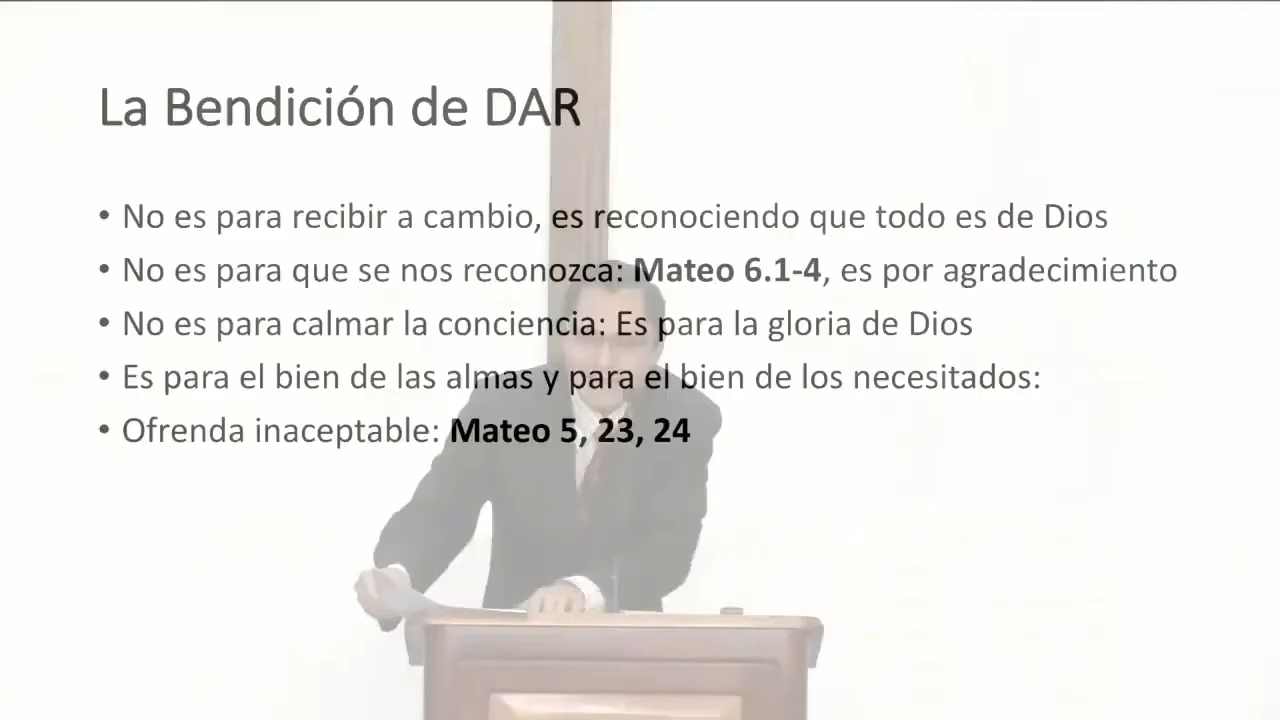 La Bendición de DAR
• No es para recibir a cambio, es reconociendo que todo es de Dios
• No es para que se nos reconozca: Mateo 6.1-4, es por agradecimiento
• No es para calmar la conciencia: Es para la gloria de Dios
• Es para el bien de las almas y para el bien de los necesitados:
• Ofrenda inaceptable: Mateo 5, 23, 24